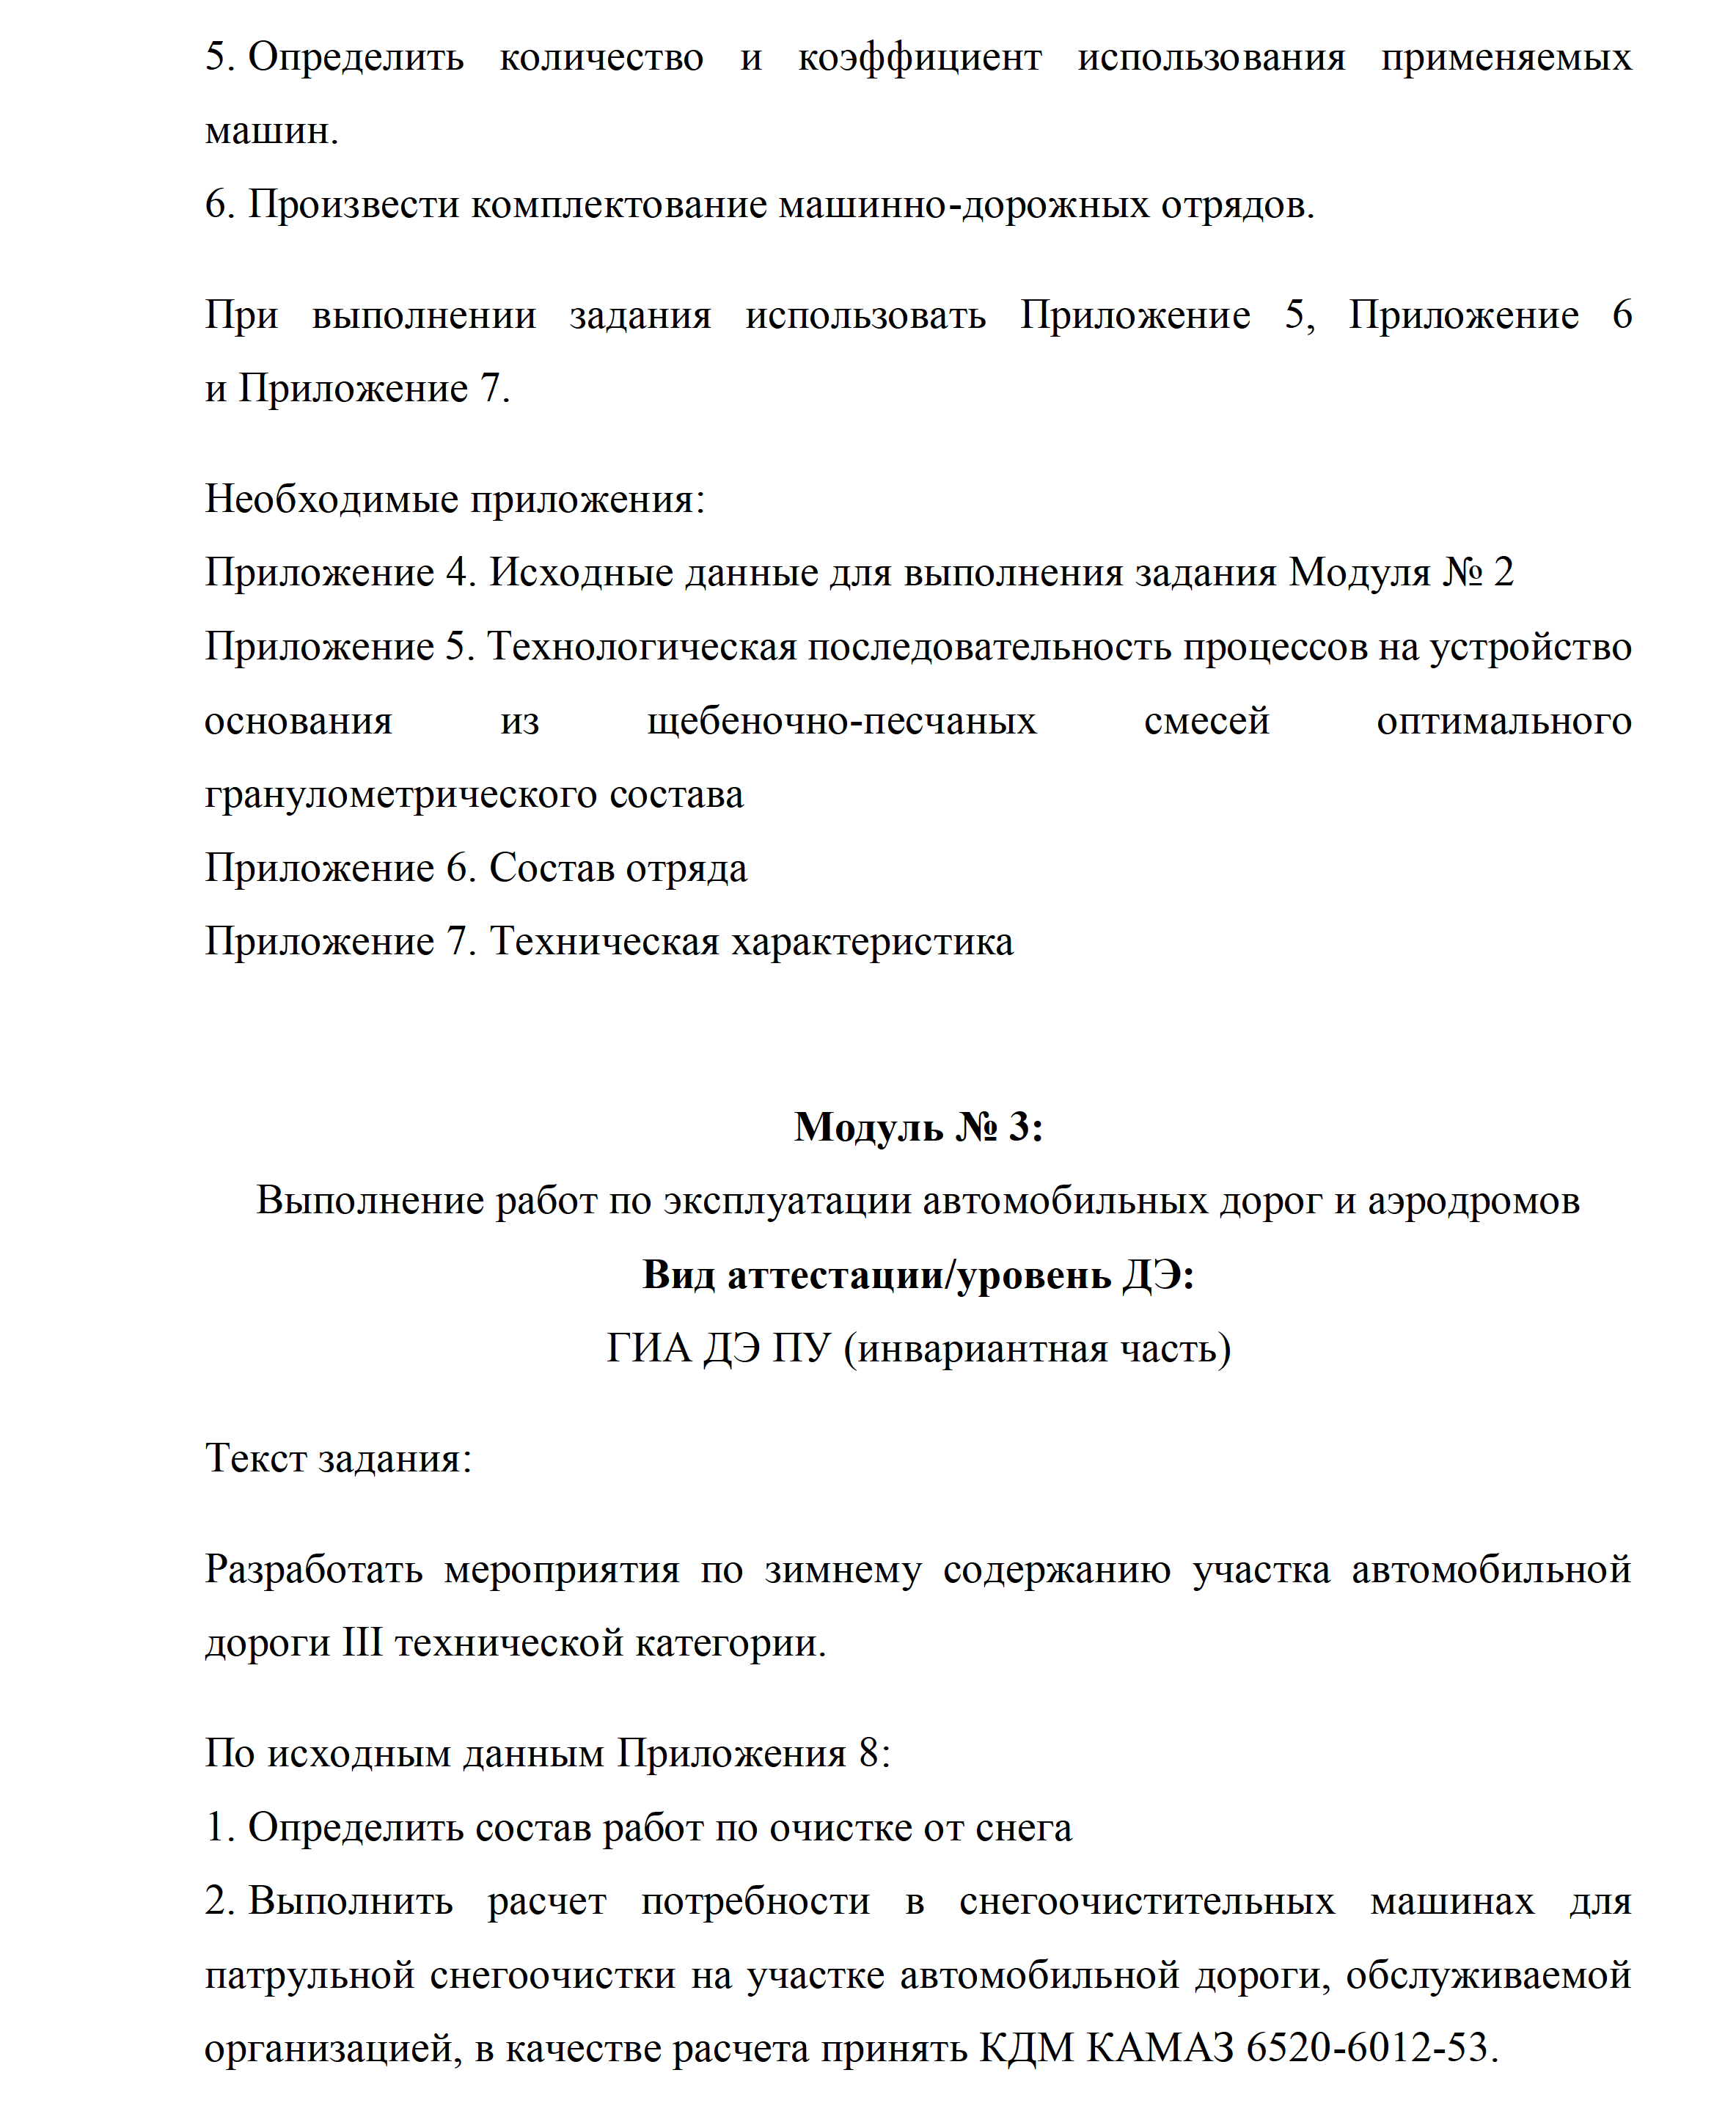 5. Определить количество и коэффициент использования применяемых
машин.
6. Произвести комплектование машинно-дорожных отрядов.
При выполнении задания использовать Приложение 5, Приложение 6
и Приложение 7.
Необходимые приложения:
Приложение 4. Исходные данные для выполнения задания Модуля № 2
Приложение 5. Технологическая последовательность процессов на устройство
основания из щебеночно-песчаных смесей оптимального
гранулометрического состава
Приложение 6. Состав отряда
Приложение 7. Техническая характеристика
Модуль № 3:
Выполнение работ по эксплуатации автомобильных дорог и аэродромов
Вид аттестации/уровень ДЭ:
ГИА ДЭ ПУ (инвариантная часть)
Текст задания:
Разработать мероприятия по зимнему содержанию участка автомобильной
дороги III технической категории.
По исходным данным Приложения 8:
1. Определить состав работ по очистке от снега
2. Выполнить расчет потребности в снегоочистительных машинах для
патрульной снегоочистки на участке автомобильной дороги, обслуживаемой
организацией, в качестве расчета принять КДМ КАМАЗ 6520-6012-53.